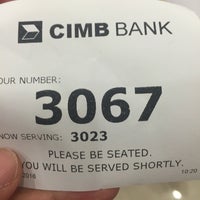 CIMB BANK
OUR NUMBER:
3067
NOW SERVING: 3023
PLEASE BE SEATED.
YOU WILL BE SERVED SHORTLY.
2016 10:20